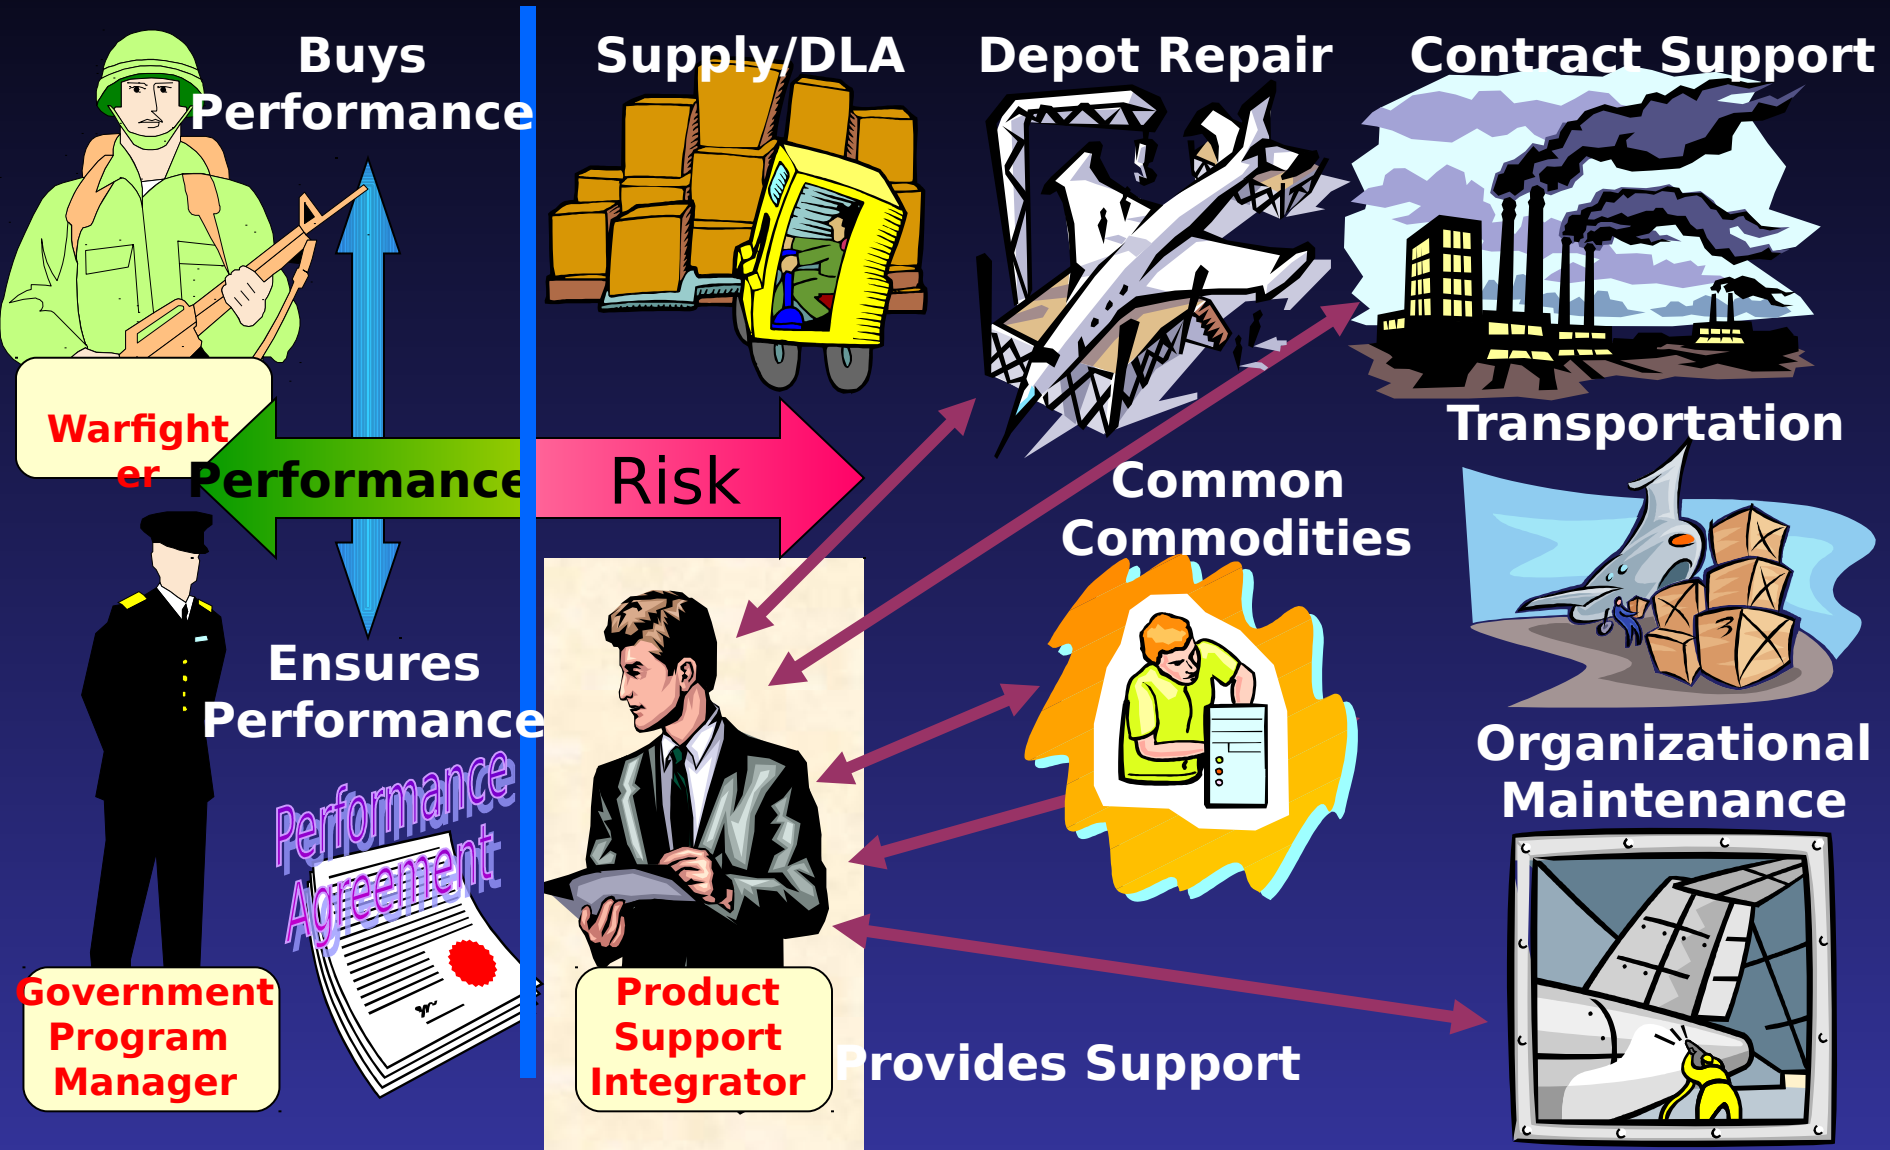 Buys
Performance
Supply/DLA
Depot Repair
Contract Support
Warfight
er
Performance
Risk
Transportation
Common
Commodities
Ensures
Performance
Organizational
Maintenance
Performance
Agreement
Government
Program
Manager
Product
Support
Integrator
Provides Support